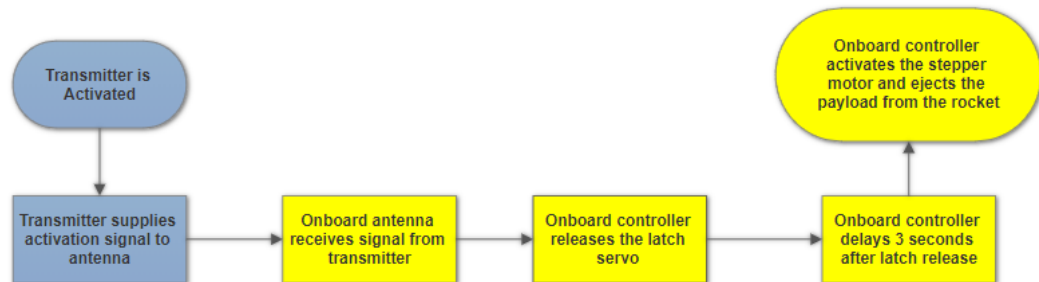 Transmitter is
Activated
Transmitter supplies
activation signal to
antenna
Onboard antenna
receives signal from
transmitter
Onboard controller
releases the latch
servo
Onboard controller
delays 3 seconds
after latch release
Onboard controller
activates the stepper
motor and ejects the
payload from the rocket